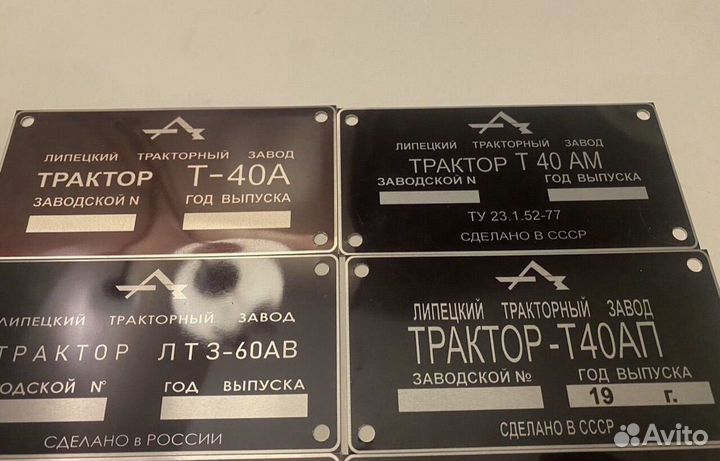 ЛИПЕЦКИЙ ТРАКТОРНЫЙ ЗАВОД
ТРАКТОР Т-40А
ЗАВОДСКОЙ N ГОД ВЫПУСКА
ЛИПЕЦКИЙ ТРАКТОРНЫЙ ЗАВОД
ТРАКТОР Т 40 АМ
ЗАВОДСКОЙ N ГОД ВЫПУСКА
ТУ 23.1.52-77
СДЕЛАНО В СССР
ЛИПЕЦКИЙ ТРАКТОРНЫЙ ЗАВОД
ТРАКТОР ЛТЗ-60АВ
ВОДСКОЙ № ГОД ВЫПУСКА
СДЕЛАНО В РОССИИ
ЛИПЕЦКИЙ ТРАКТОРНЫЙ ЗАВОД
ТРАКТОР-Т40АП
ЗАВОДСКОЙ № ГОД ВЫПУСКА
19 г.
СДЕЛАНО В СССР
Avito